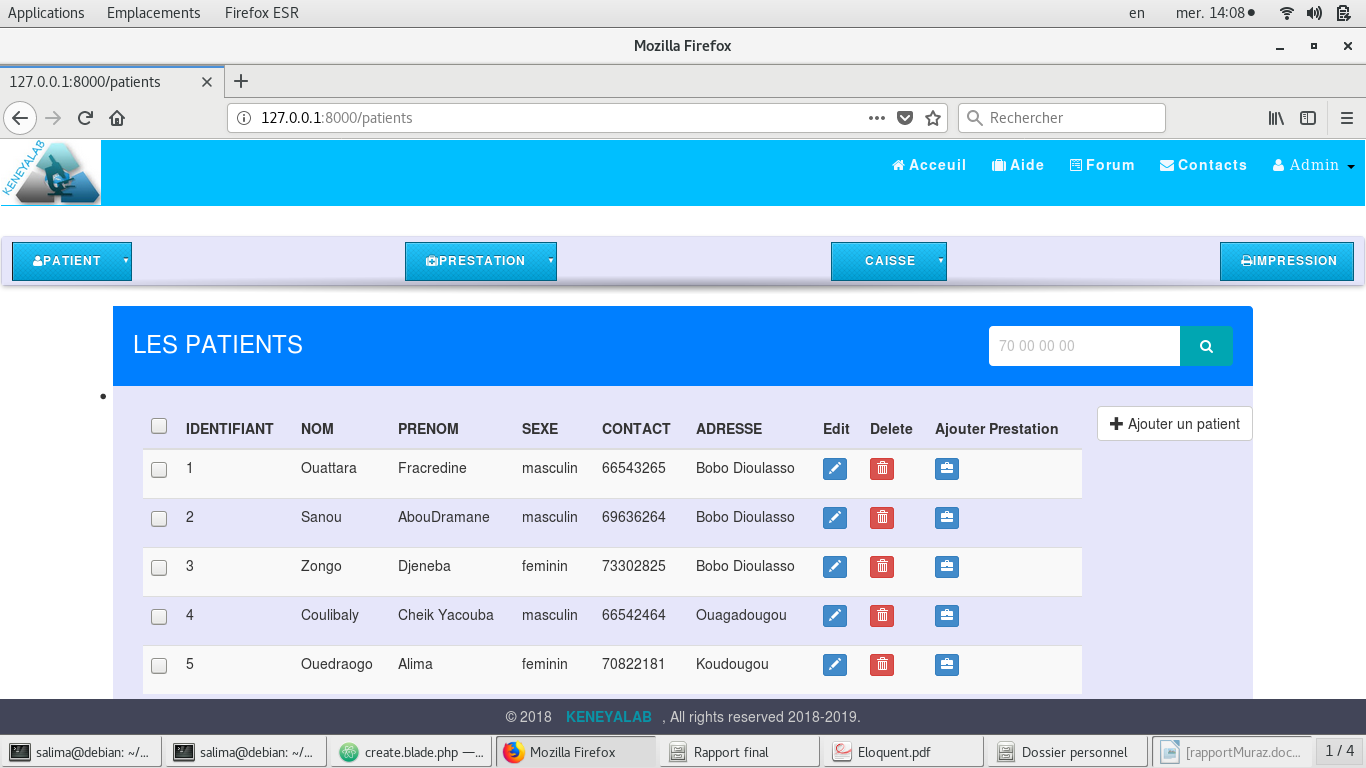 Applications Emplacements Firefox ESR en mer. 14:08
Mozilla Firefox
127.0.0.1:8000/patients
127.0.0.1:8000/patients Rechercher
KENEYALAB
Acceuil Aide Forum Contacts Admin
PATIENT PRESTATION CAISSE IMPRESSION
LES PATIENTS 70 00 00 00
IDENTIFIANT NOM PRENOM SEXE CONTACT ADRESSE Edit Delete Ajouter Prestation Ajouter un patient
1 Ouattara Fracredine masculin 66543265 Bobo Dioulasso
2 Sanou AbouDramane masculin 69636264 Bobo Dioulasso
3 Zongo Djeneba feminin 73302825 Bobo Dioulasso
4 Coulibaly Cheik Yacouba masculin 66542464 Ouagadougou
5 Ouedraogo Alima feminin 70822181 Koudougou
© 2018 KENEYALAB , All rights reserved 2018-2019.
salima@debian: ~/... salima@debian: ~/... create.blade.php —... Mozilla Firefox Rapport final Eloquent.pdf Dossier personnel [rapportMuraz.doc... 1 / 4